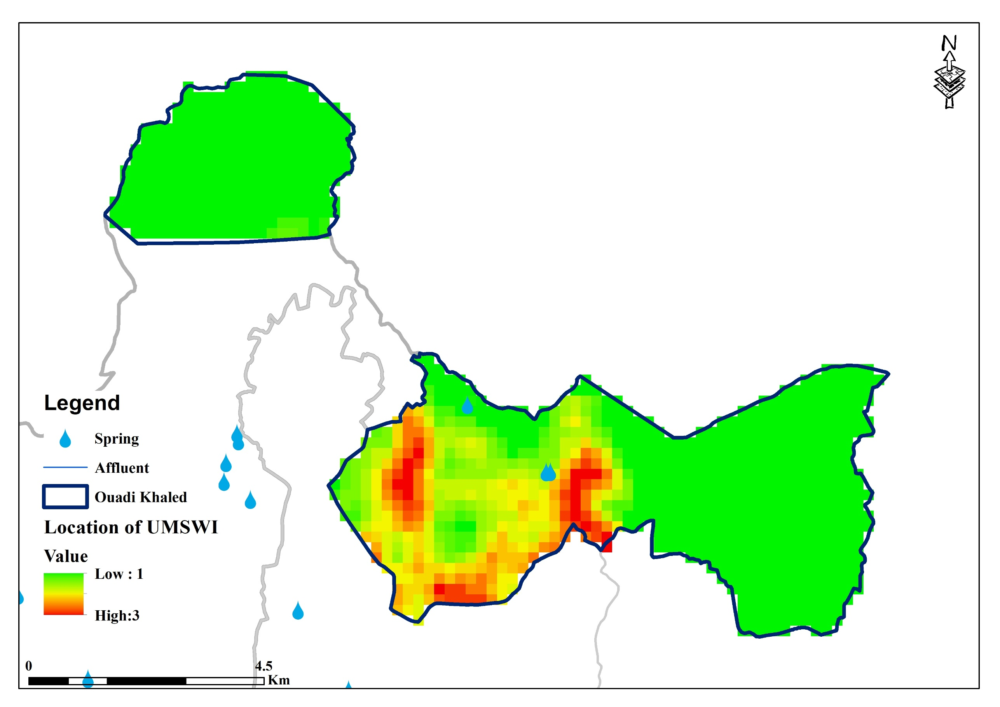 N
Legend
Spring
Affluent
Ouadi Khaled
Location of UMSWI
Value
Low : 1
High:3
0 4.5
Km